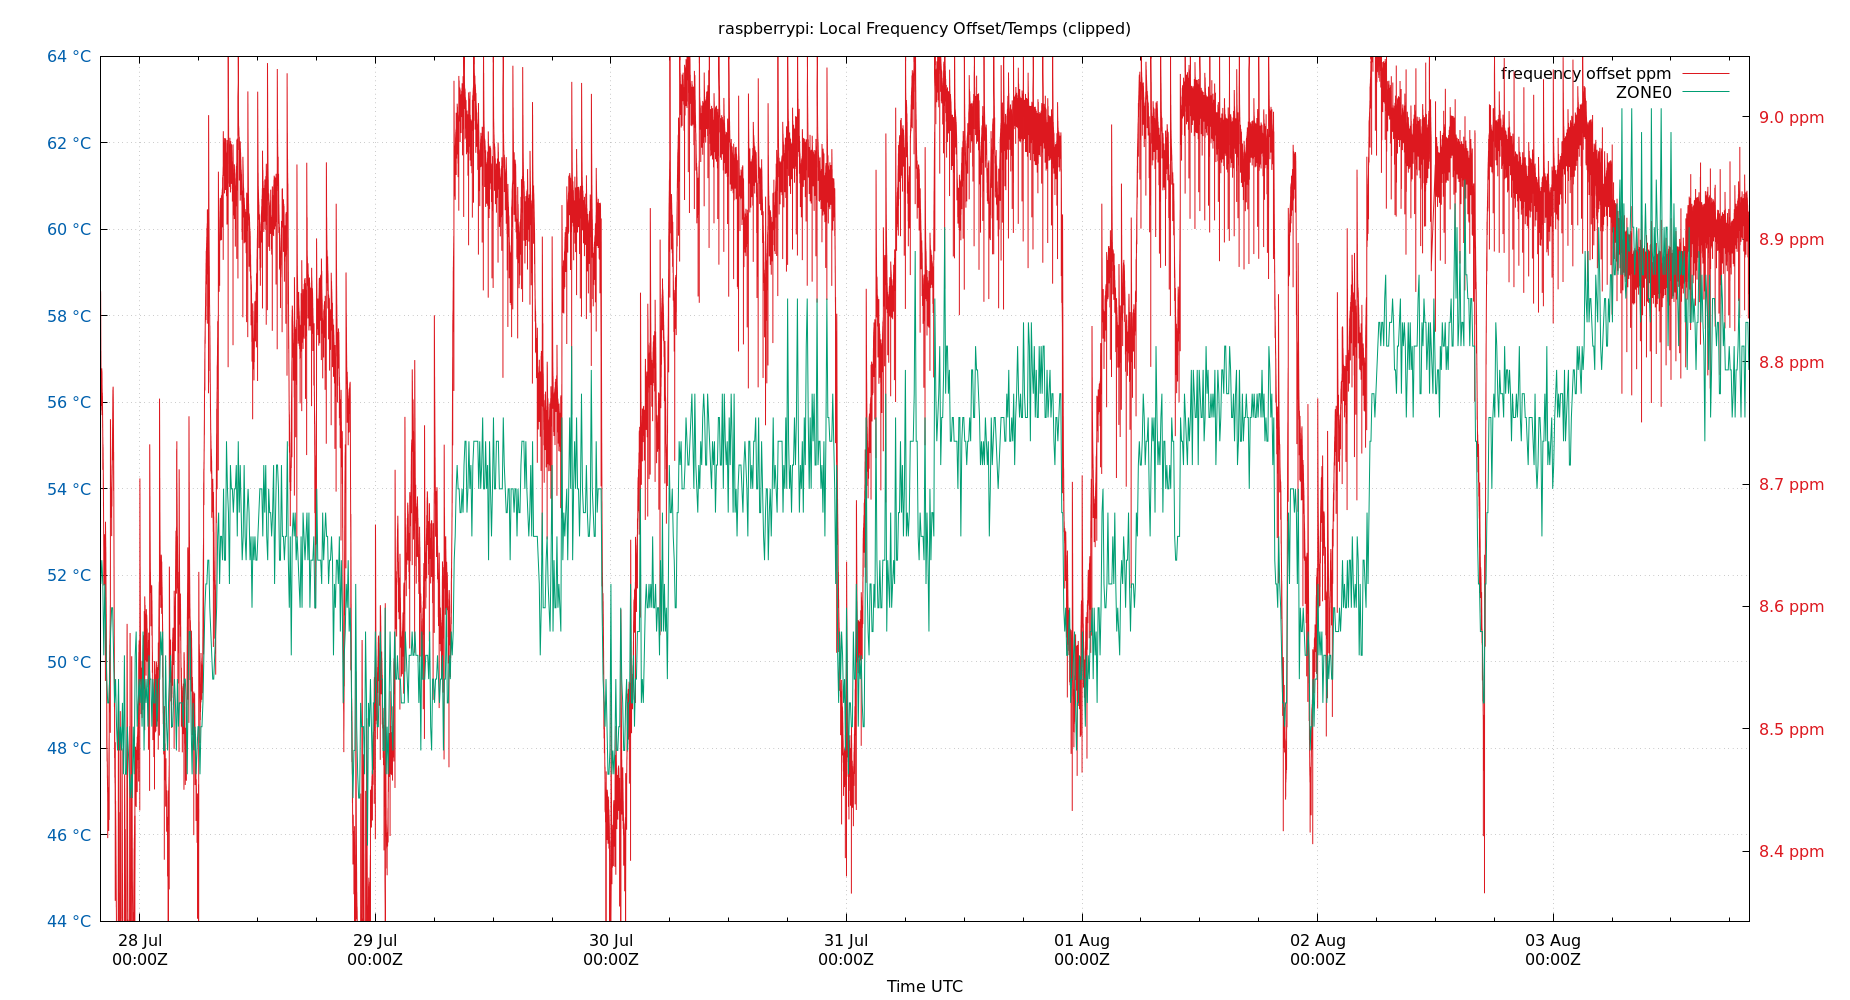 raspberrypi: Local Frequency Offset/Temps (clipped)
64 °C
62 °C
60 °C
58 °C
56 °C
54 °C
52 °C
50 °C
48 °C
46 °C
44 °C
frequency offset ppm
ZONE0
9.0 ppm
8.9 ppm
8.8 ppm
8.7 ppm
8.6 ppm
8.5 ppm
8.4 ppm
28 Jul 29 Jul 30 Jul 31 Jul 01 Aug 02 Aug 03 Aug
00:00Z 00:00Z 00:00Z 00:00Z 00:00Z 00:00Z 00:00Z
Time UTC